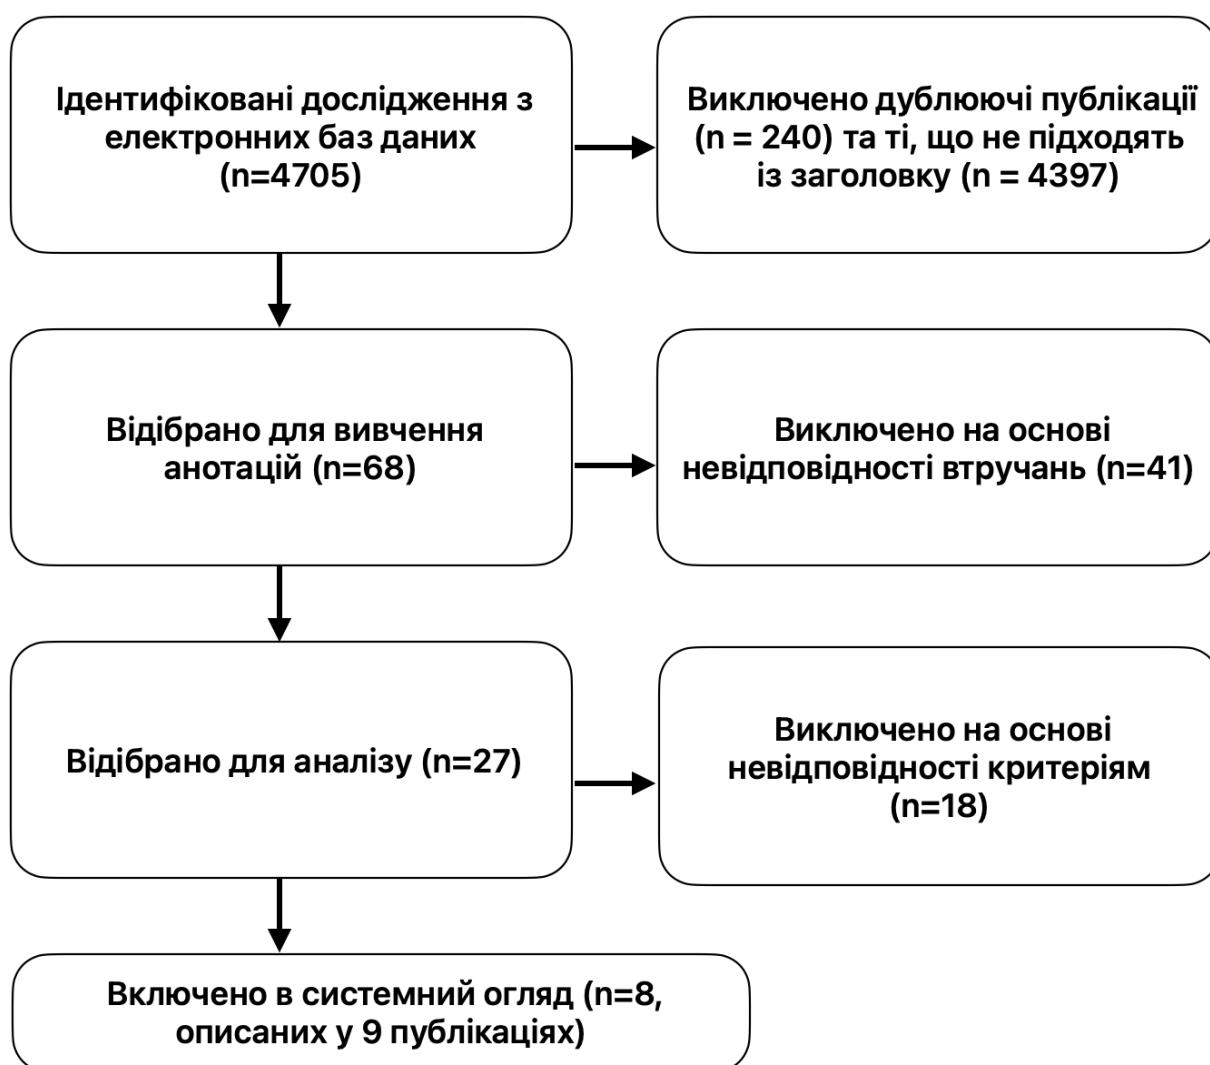 Ідентифіковані дослідження з
електронних баз даних
(n=4705)
Виключено дублюючі публікації
(n = 240) та ті, що не підходять
із заголовку (n = 4397)
Відібрано для вивчення
анотацій (n=68)
Виключено на основі
невідповідності втручань (n=41)
Відібрано для аналізу (n=27)
Виключено на основі
невідповідності критеріям
(n=18)
Включено в системний огляд (n=8,
описаних у 9 публікаціях)